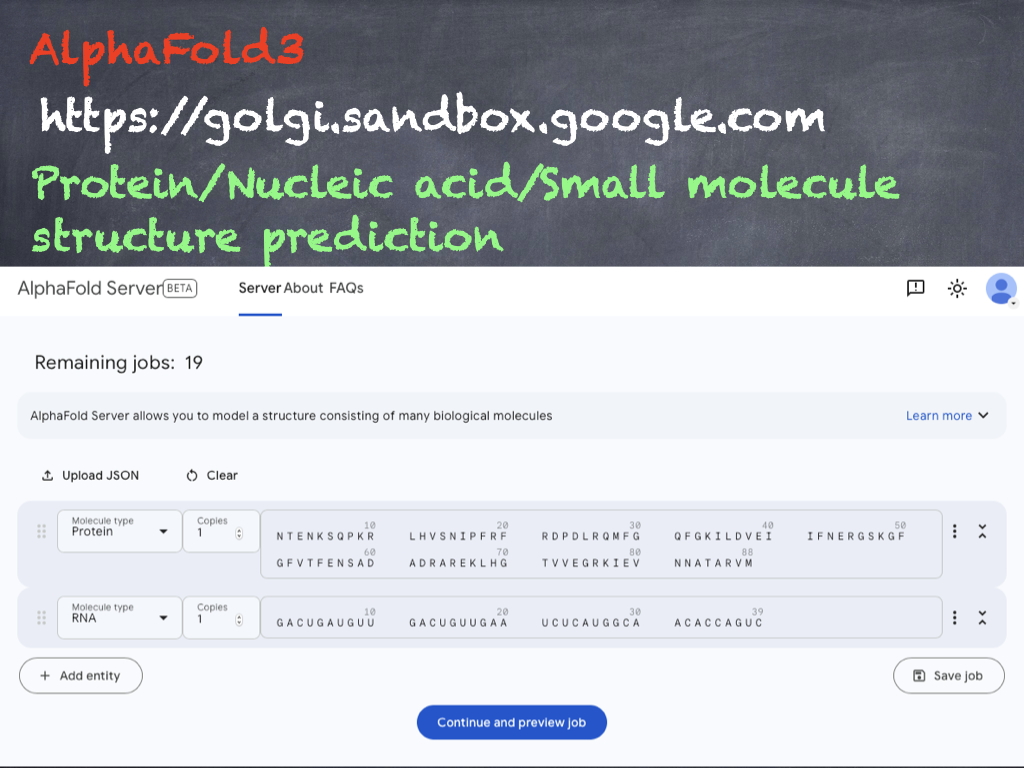 AlphaFold3
https://golgi.sandbox.google.com
Protein/Nucleic acid/Small molecule
structure prediction
AlphaFold Server BETA Server About FAQs
Remaining jobs: 19
AlphaFold Server allows you to model a structure consisting of many biological molecules Learn more
Upload JSON Clear
Molecule type Copies
Protein 1
10 20 30 40 50
NTENKSQPKR LHVSNIPFRF RDPDLRQMFG QFGKILDVEI IFNERGSKGF
60 70 80 88
GFVTFENSAD ADRAREKLHG TVVEGRKIEV NNATARVM
Molecule type Copies
RNA 1
10 20 30 39
GACUGAUGUU GACUGUUGAA UCUCAUGGCA ACACCAGUC
+ Add entity Save job
Continue and preview job